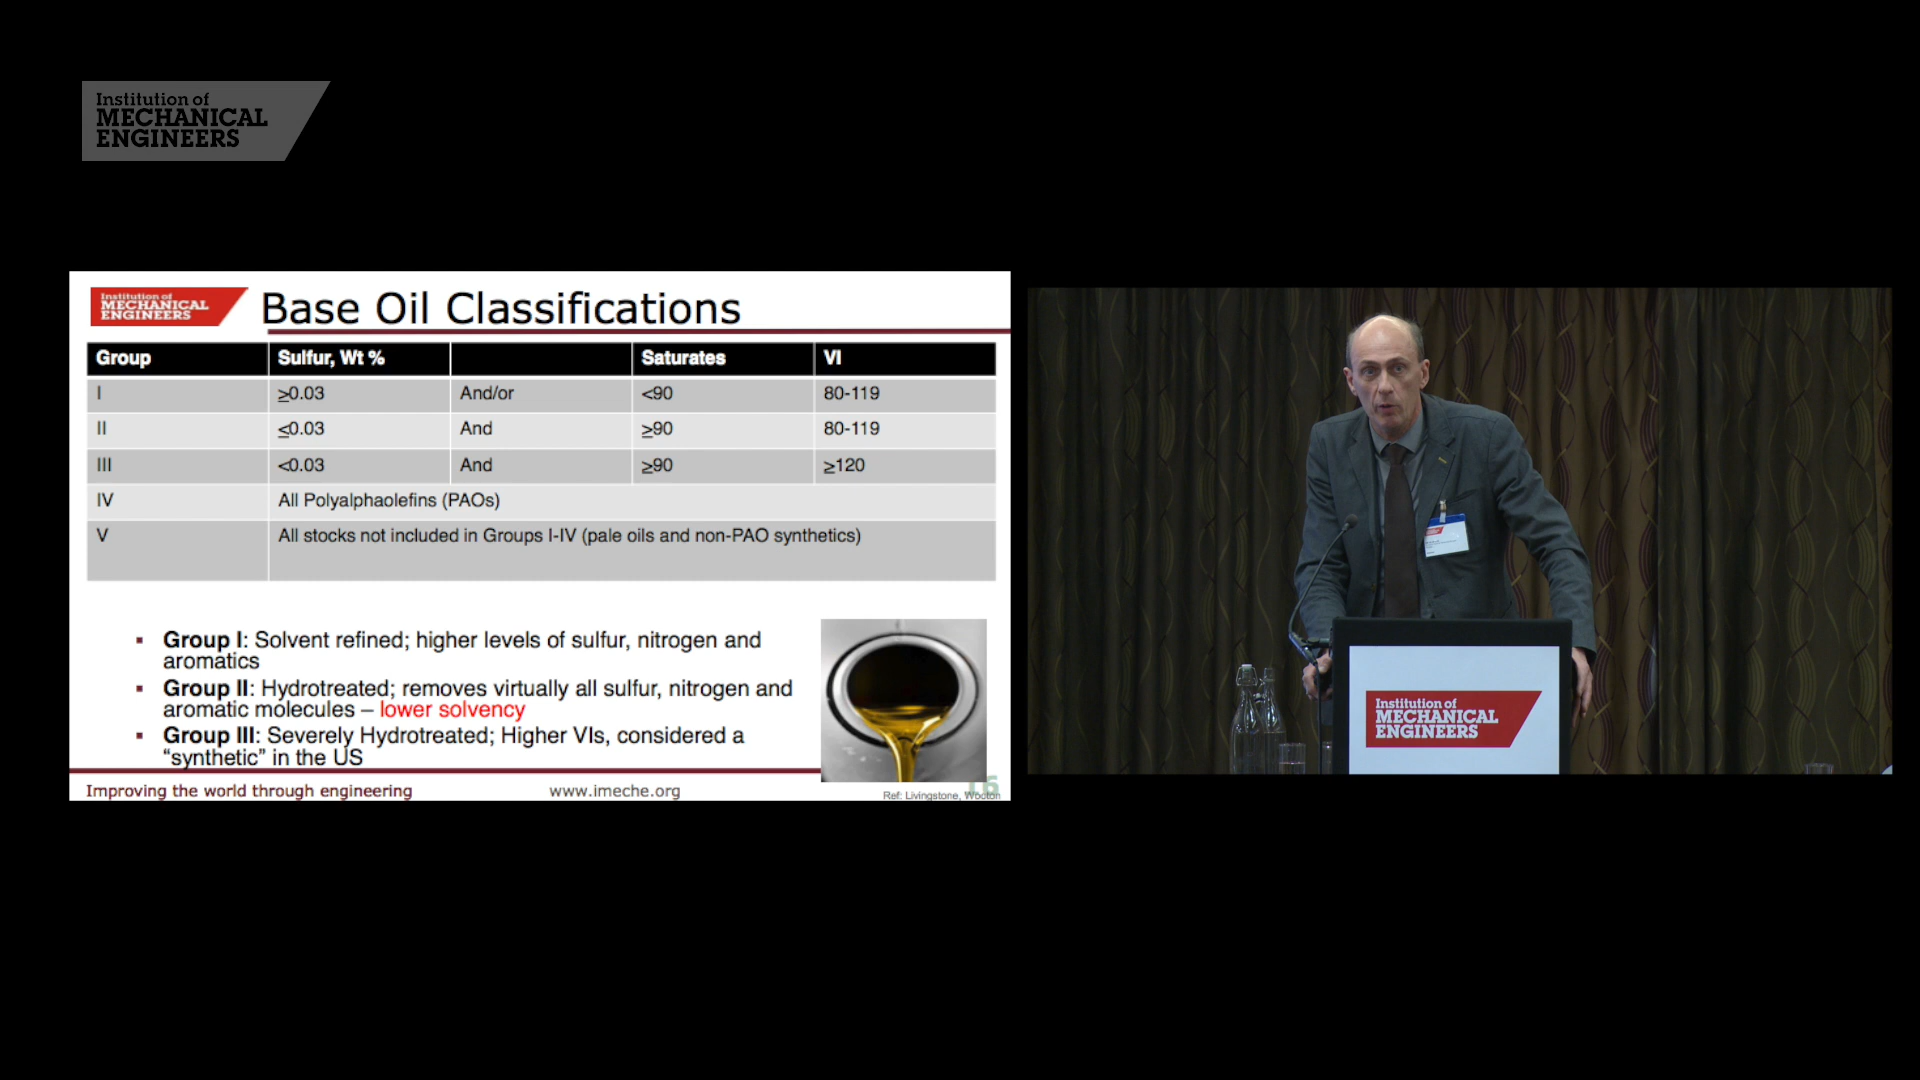 Institution of
MECHANICAL
ENGINEERS
Institution of
MECHANICAL
ENGINEERS
Base Oil Classifications
Group Sulfur, Wt % Saturates VI
I ≥0.03 And/or <90 80-119
II ≤0.03 And ≥90 80-119
III <0.03 And ≥90 ≥120
IV All Polyalphaolefins (PAOs)
V All stocks not included in Groups I-IV (pale oils and non-PAO synthetics)
▪ Group I: Solvent refined; higher levels of sulfur, nitrogen and
aromatics
▪ Group II: Hydrotreated; removes virtually all sulfur, nitrogen and
aromatic molecules – lower solvency
▪ Group III: Severely Hydrotreated; Higher VIs, considered a
“synthetic” in the US
Improving the world through engineering www.imeche.org
16
Ref: Livingstone, Wooton
Institution of
MECHANICAL
ENGINEERS